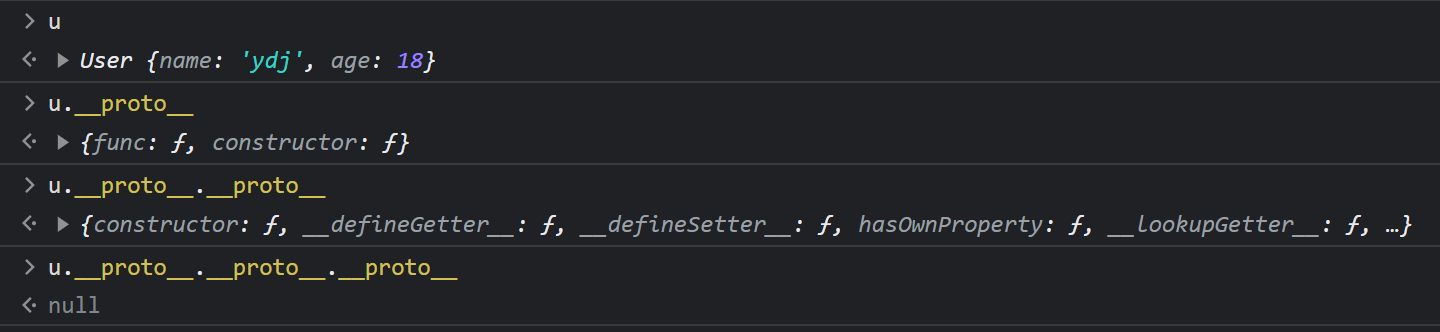 > u
<· ▶ User {name: 'ydj', age: 18}
> u.__proto__
<· ▶ {func: ƒ, constructor: ƒ}
> u.__proto__.__proto__
<· ▶ {constructor: ƒ, __defineGetter__: ƒ, __defineSetter__: ƒ, hasOwnProperty: ƒ, __lookupGetter__: ƒ, …}
> u.__proto__.__proto__.__proto__
<· null